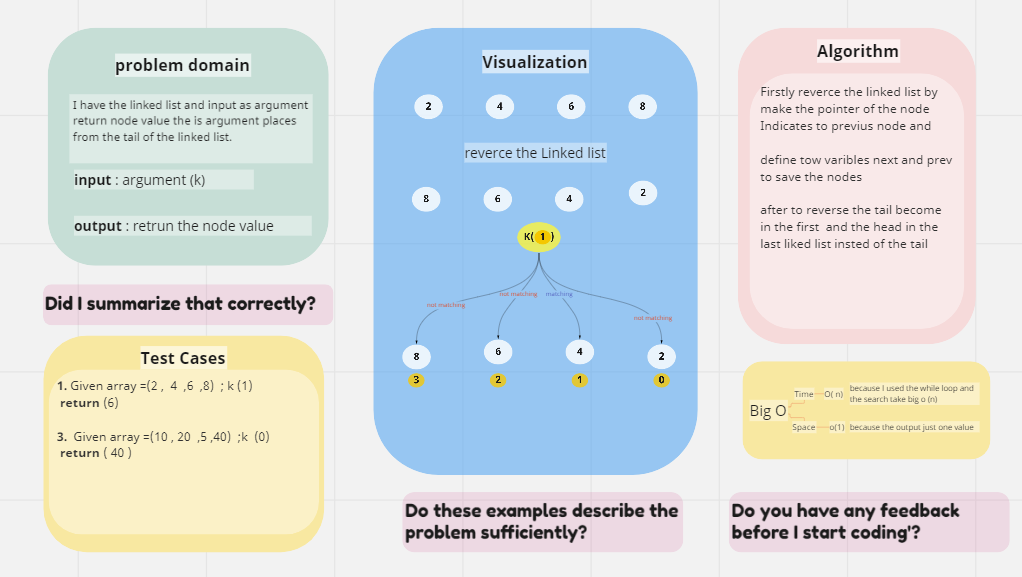 problem domain
I have the linked list and input as argument
return node value the is argument places
from the tail of the linked list.
input : argument (k)
output : retrun the node value
Did I summarize that correctly?
Test Cases
1. Given array =(2 , 4 ,6 ,8) ; k (1)
return (6)
3. Given array =(10 , 20 ,5 ,40) ;k (0)
return ( 40 )
Visualization
2 4 6 8
reverce the Linked list
8 6 4 2
K( 1 )
not matching not matching matching not matching
8 6 4 2
3 2 1 0
Do these examples describe the
problem sufficiently?
Algorithm
Firstly reverce the linked list by
make the pointer of the node
Indicates to previus node and
define tow varibles next and prev
to save the nodes
after to reverse the tail become
in the first and the head in the
last liked list insted of the tail
Big O
Time O( n) because I used the while loop and
the search take big o (n)
Space o(1) because the output just one value
Do you have any feedback
before I start coding'?